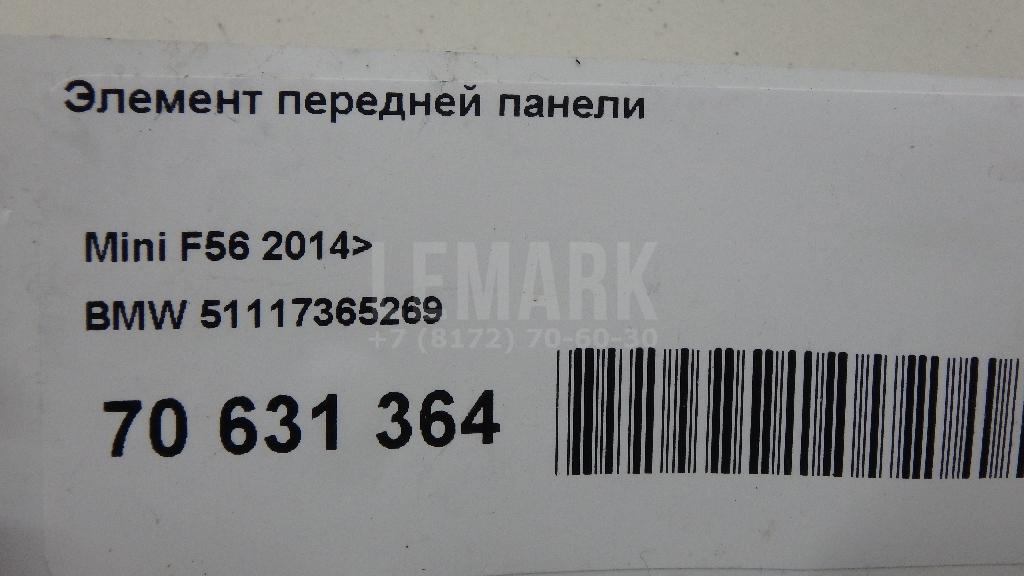 Элемент передней панели
Mini F56 2014>
LEMARK
BMW 51117365269
+7 (8172) 70-60-30
70 631 364